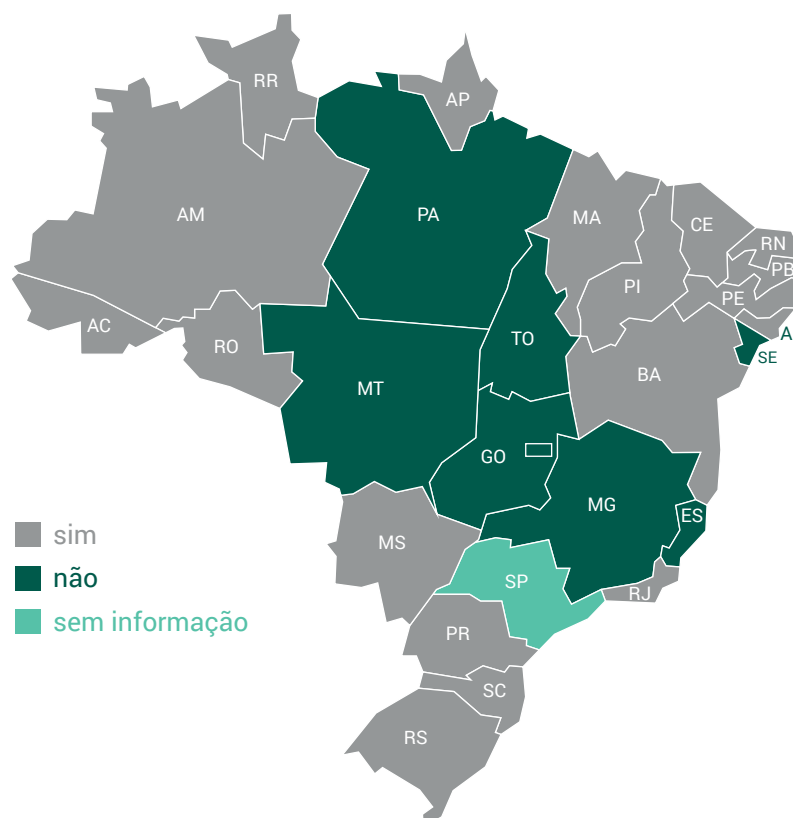 RR
AP
AM
PA
MA
CE
RN
PB
PI
PE
AC
RO
TO
A
SE
MT
BA
GO
MG
ES
MS
SP
RJ
PR
SC
RS
sim
não
sem informação